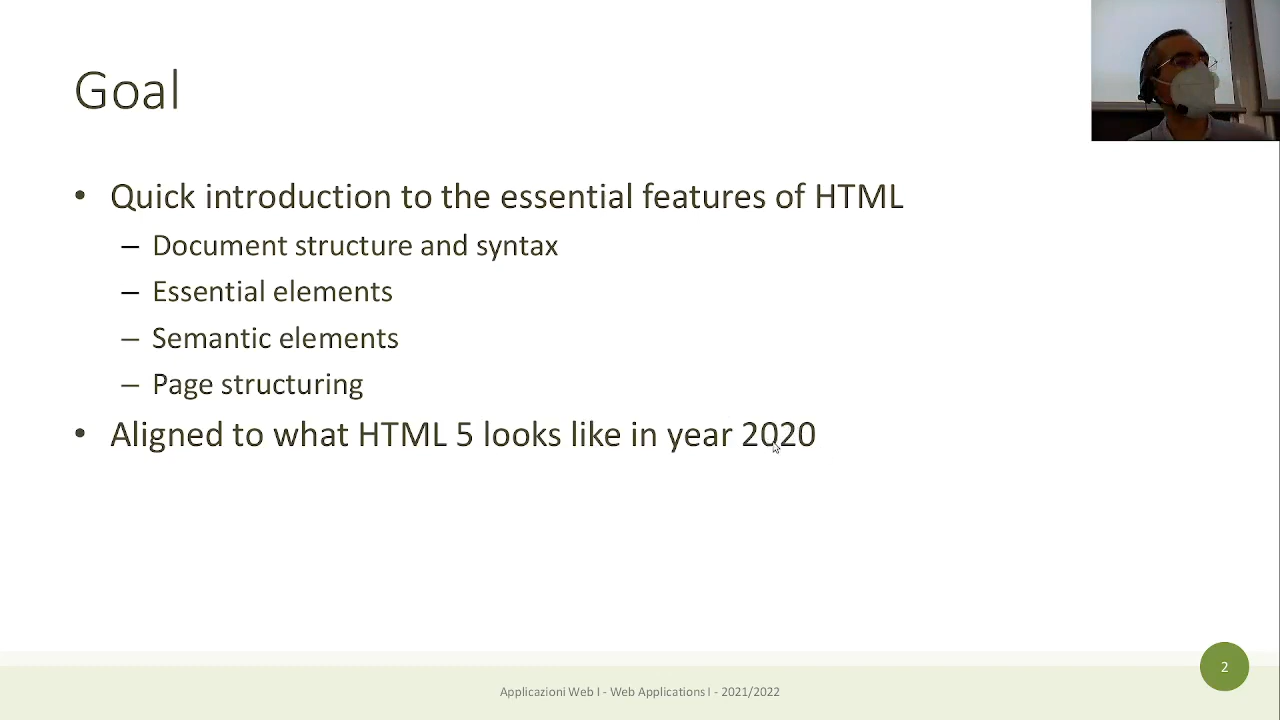 Goal
• Quick introduction to the essential features of HTML
– Document structure and syntax
– Essential elements
– Semantic elements
– Page structuring
• Aligned to what HTML 5 looks like in year 2020
2
Applicazioni Web I - Web Applications I - 2021/2022